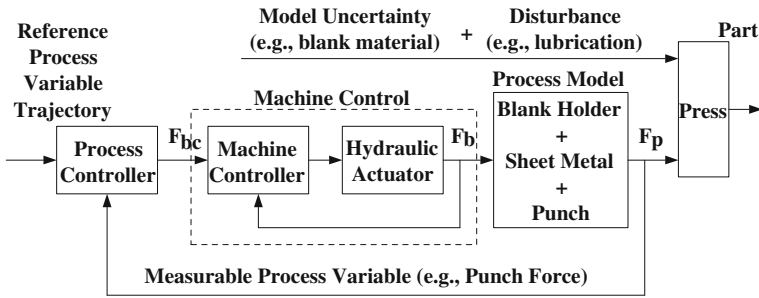 Reference
Process
Variable
Trajectory
Model Uncertainty
(e.g., blank material)
+
Disturbance
(e.g., lubrication)
Part
Press
Machine Control
Process Model
Process
Controller
Fbc
Machine
Controller
Hydraulic
Actuator
Fb
Blank Holder
+
Sheet Metal
+
Punch
Fp
Measurable Process Variable (e.g., Punch Force)